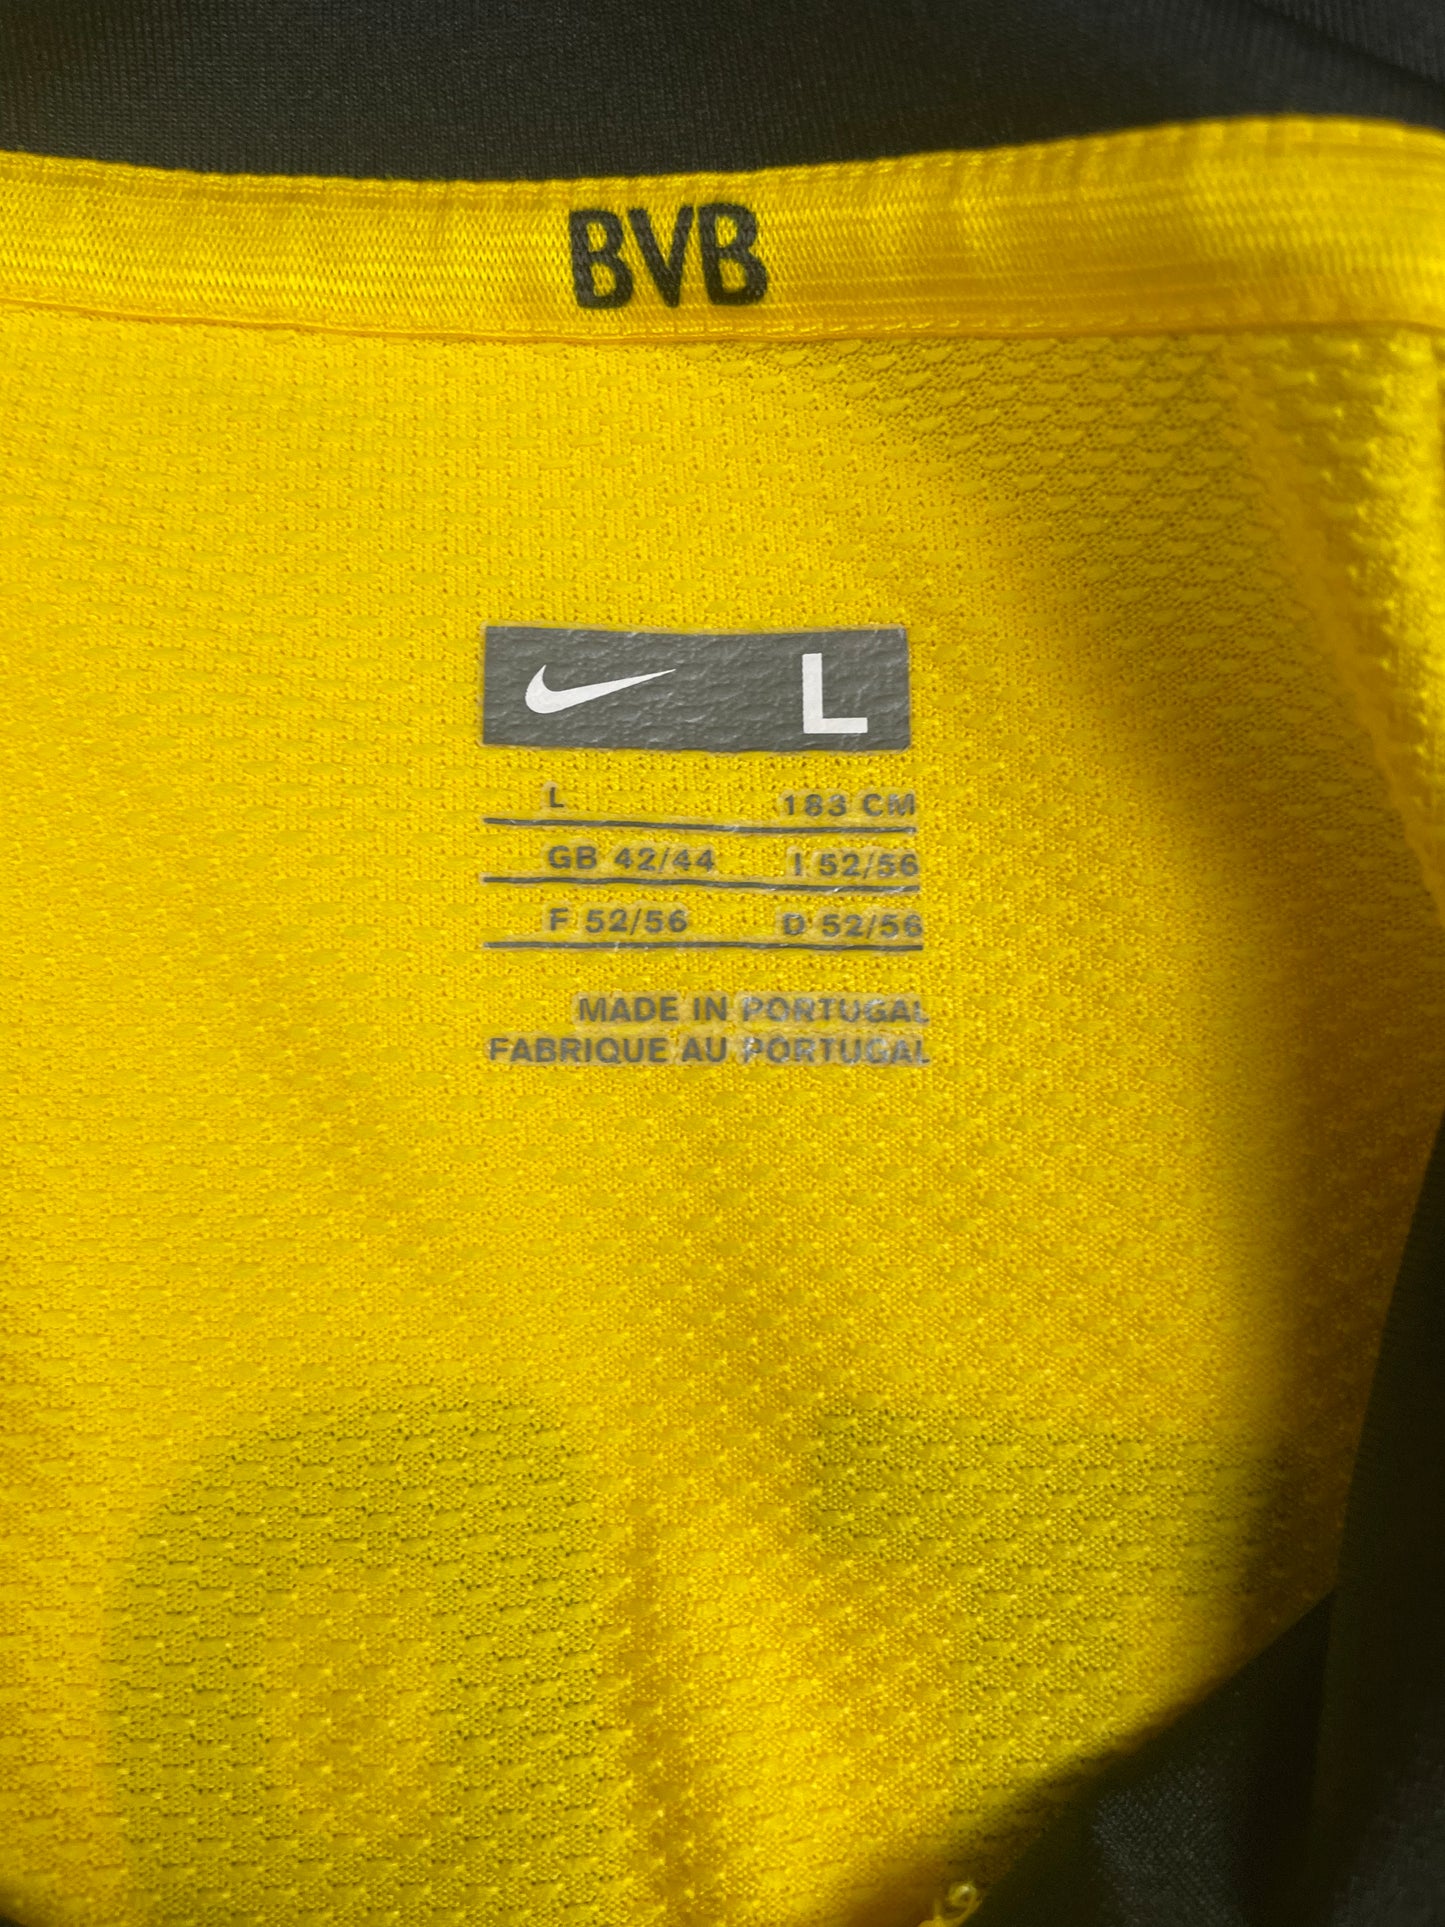 BVB
L
L 183 CM
GB 42/44 I 52/56
F 52/56 D 52/56
MADE IN PORTUGAL
FABRIQUE AU PORTUGAL